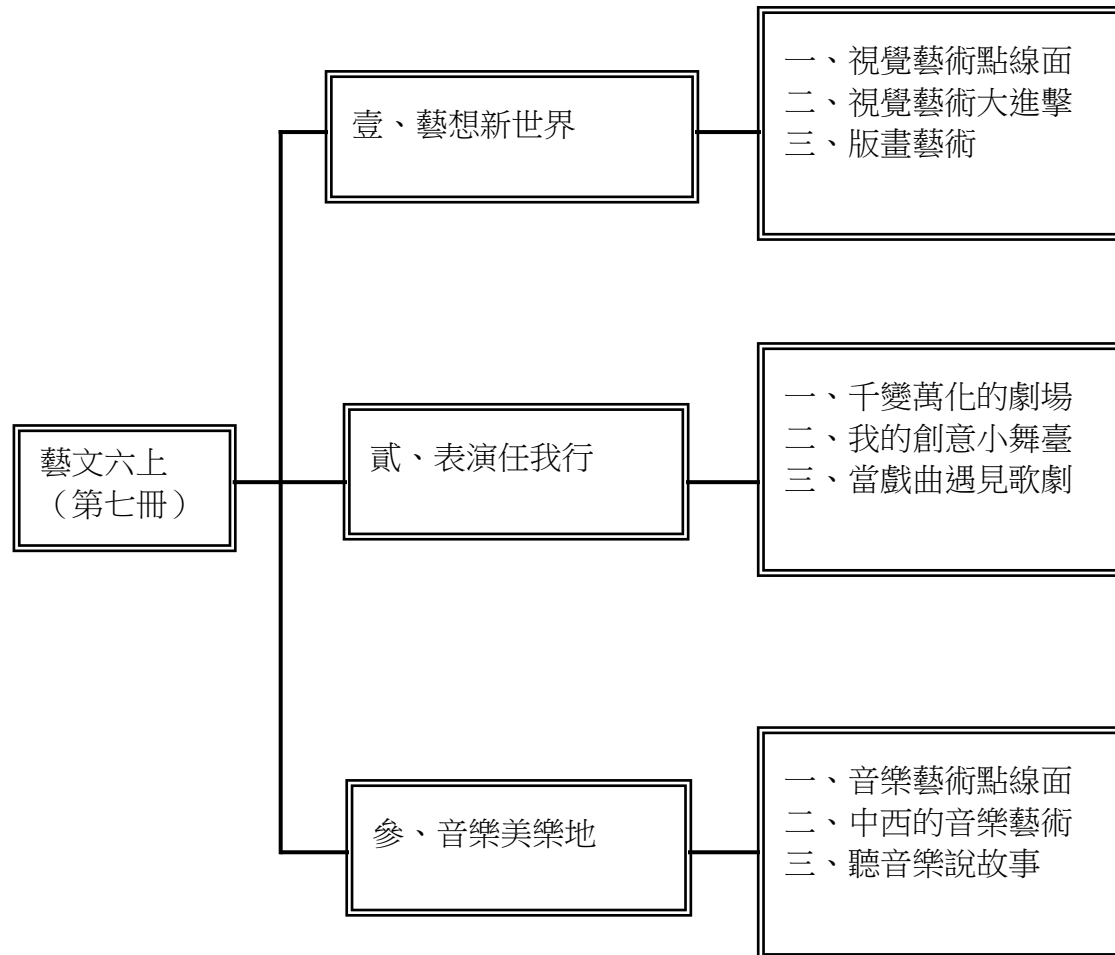 藝文六上
（第七冊）
壹、藝想新世界
一、視覺藝術點線面
二、視覺藝術大進擊
三、版畫藝術
貳、表演任我行
一、千變萬化的劇場
二、我的創意小舞臺
三、當戲曲遇見歌劇
參、音樂美樂地
一、音樂藝術點線面
二、中西的音樂藝術
三、聽音樂說故事